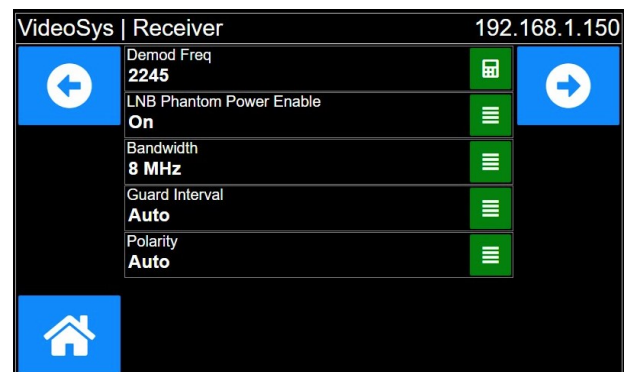 VideoSys | Receiver 192.168.1.150
Demod Freq
2245
LNB Phantom Power Enable
On
Bandwidth
8 MHz
Guard Interval
Auto
Polarity
Auto